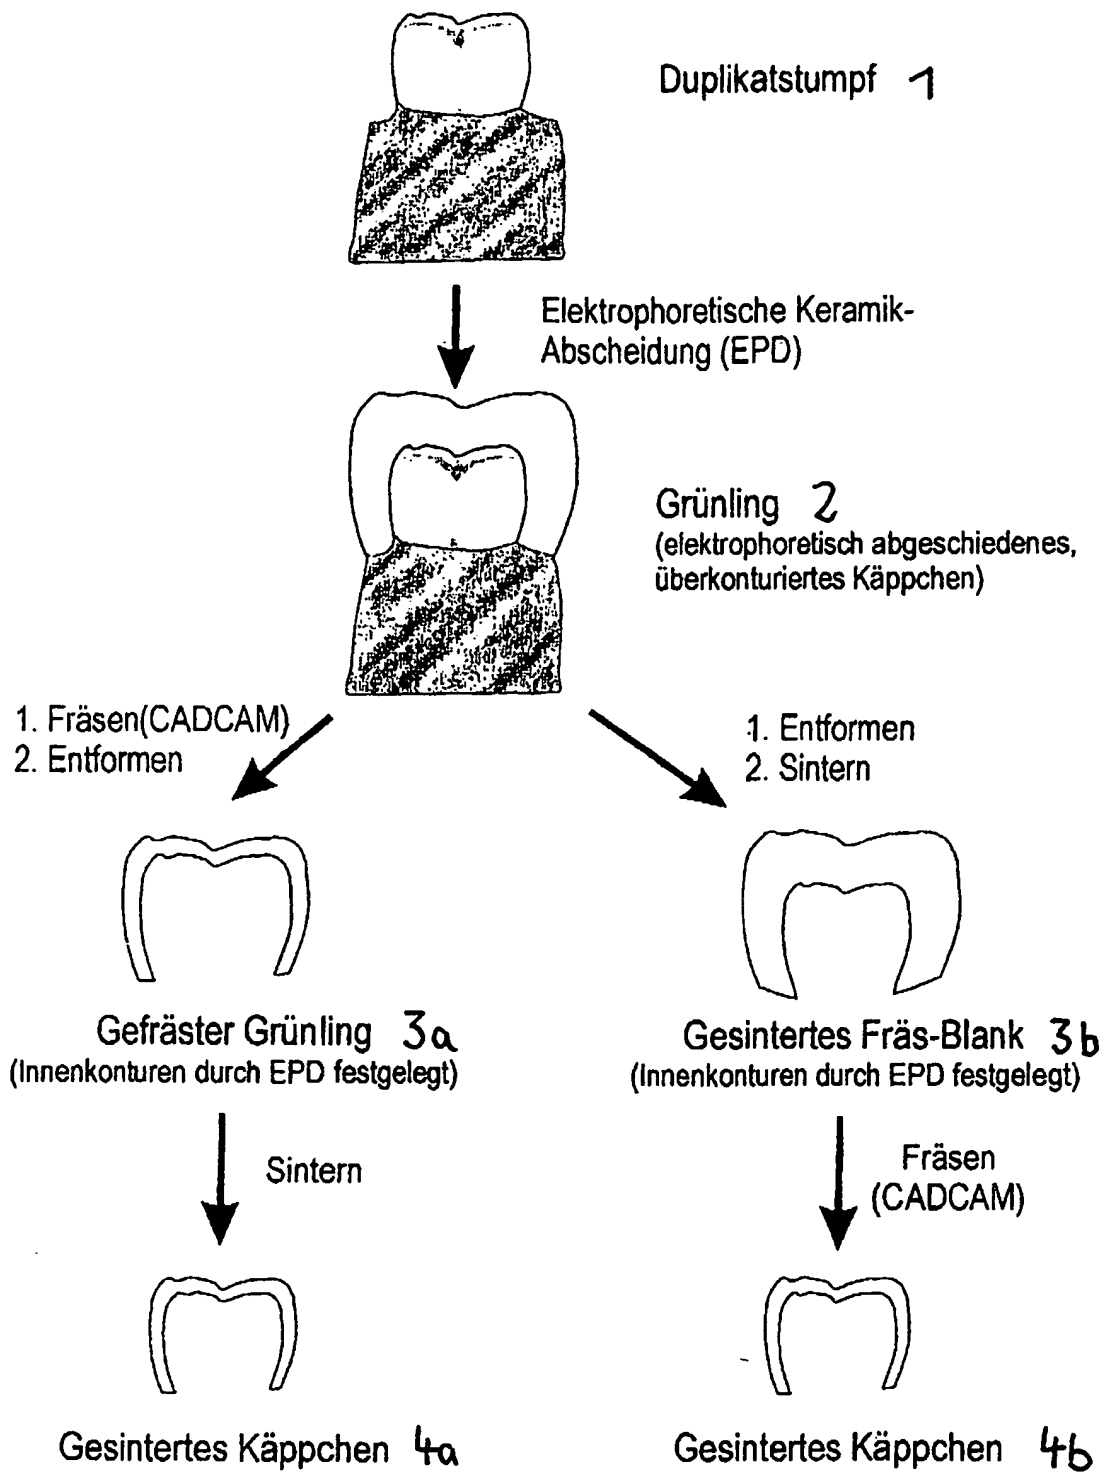 Duplikatstumpf 1
Elektrophoretische Keramik-
Abscheidung (EPD)
Grünling 2
(elektrophoretisch abgeschiedenes,
überkonturiertes Käppchen)
1. Fräsen(CADCAM)
2. Entformen
1. Entformen
2. Sintern
Gefräster Grünling 3a
(Innenkonturen durch EPD festgelegt)
Gesintertes Fräs-Blank 3b
(Innenkonturen durch EPD festgelegt)
Sintern
Fräsen
(CADCAM)
Gesintertes Käppchen 4a
Gesintertes Käppchen 4b